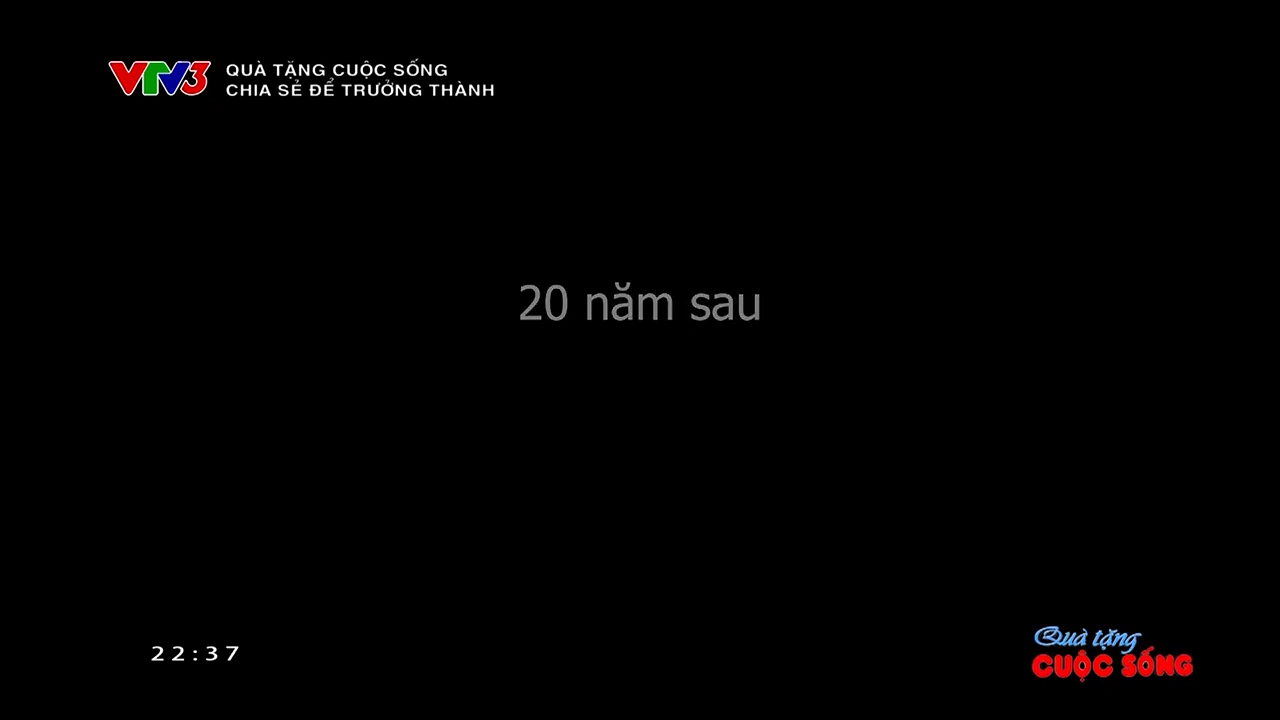 VTV3
QUÀ TẶNG CUỘC SỐNG
CHIA SẺ ĐỂ TRƯỞNG THÀNH
20 năm sau
22:37
Quà tặng
CUỘC SỐNG